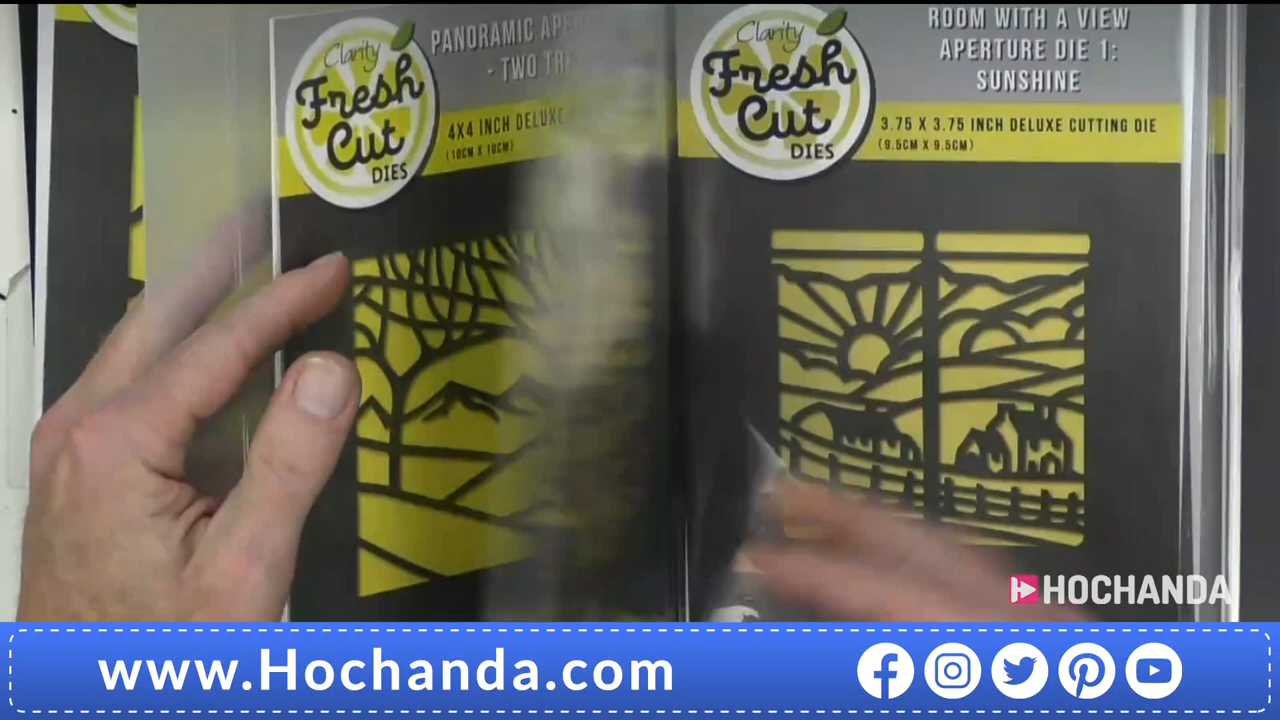 Clarity
Fresh
Cut
DIES
PANORAMIC
- TWO
4X4 INCH DELUXE
(10CM X 10CM)
Clarity
Fresh
Cut
DIES
ROOM WITH A VIEW
APERTURE DIE 1:
SUNSHINE
3.75 X 3.75 INCH DELUXE CUTTING DIE
(9.5CM X 9.5CM)
HOCHANDA
www.Hochanda.com